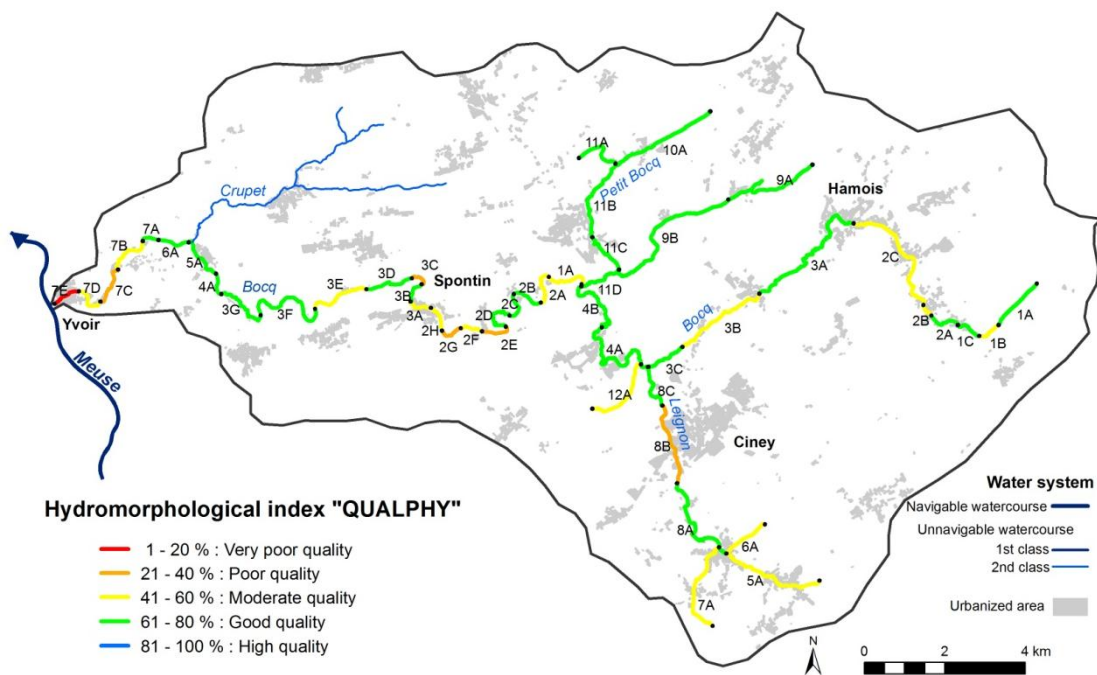 11A
10A
Petit Bocq
9A
Hamois
11B
Crupet
7A
6A
7B
5A
11C
9B
2C
3A
3C
Spontin
3D
1A
7E
7D
7C
4A
Bocq
3E
3B
2B
2A
11D
3G
3F
3A
2C
2D
4B
Bocq
3B
2B
2A
1C
1B
1A
Yvoir
2H
2G
2F
2E
4A
3C
12A
8C
Meuse
Leignon
8B
Ciney
8A
6A
5A
7A
Hydromorphological index "QUALPHY"
1 - 20 % : Very poor quality
21 - 40 % : Poor quality
41 - 60 % : Moderate quality
61 - 80 % : Good quality
81 - 100 % : High quality
Water system
Navigable watercourse
Unnavigable watercourse
1st class
2nd class
Urbanized area
N
0 2 4 km